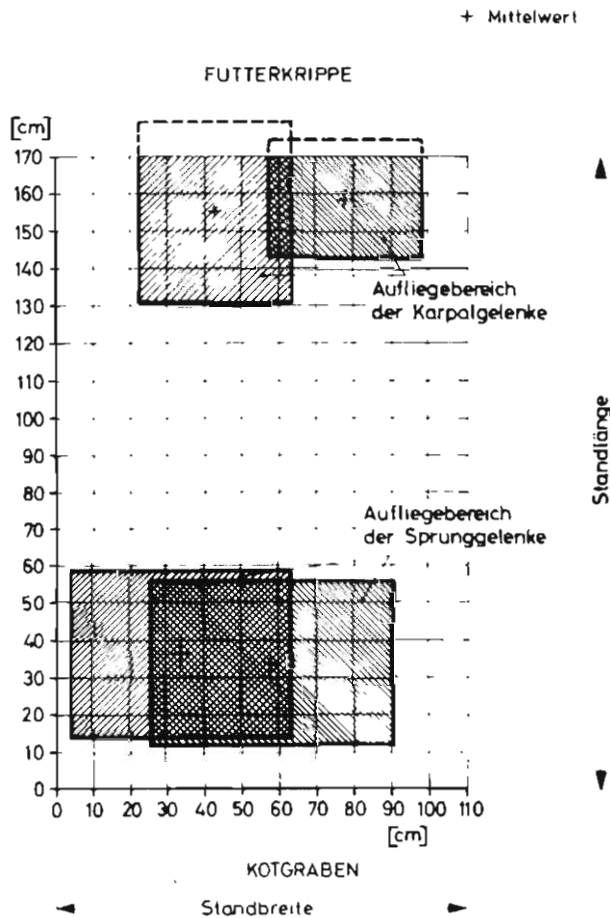 + Mittelwert
FUTTERKRIPPE
[cm]
170
160
150
140
130
120
110
100
90
80
70
60
50
40
30
20
10
0
Aufliegebereich
der Karpalgelenke
Aufliegebereich
der Sprunggelenke
Standlänge
0 10 20 30 40 50 60 70 80 90 100 110
[cm]
KOTGRABEN
Standbreite